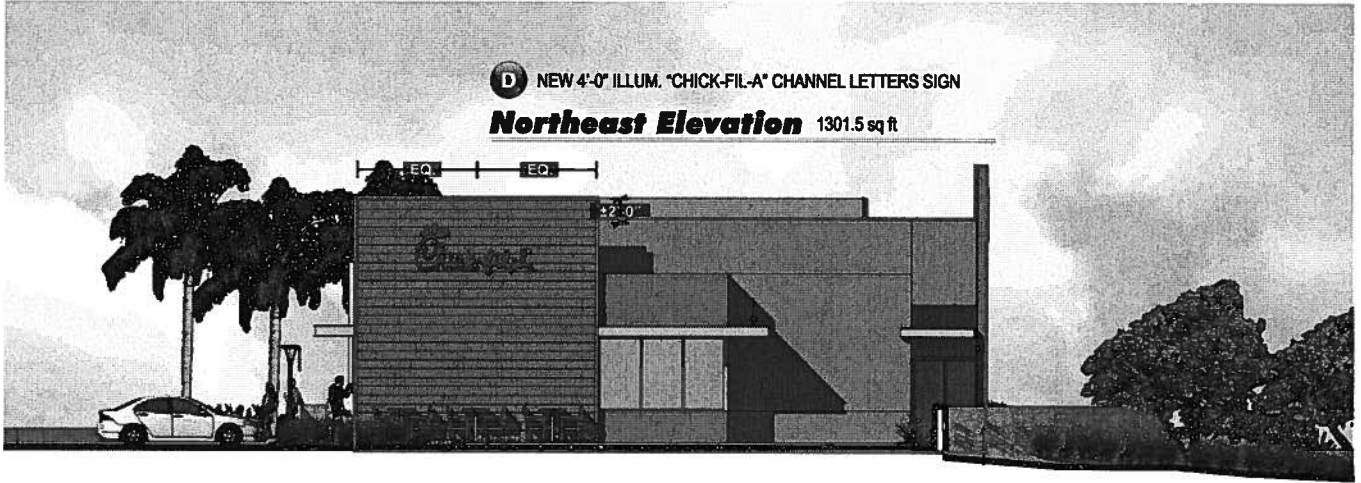 D NEW 4'-0" ILLUM. "CHICK-FIL-A" CHANNEL LETTERS SIGN
Northeast Elevation 1301.5 sq ft
EQ. EQ.
±2'-0"